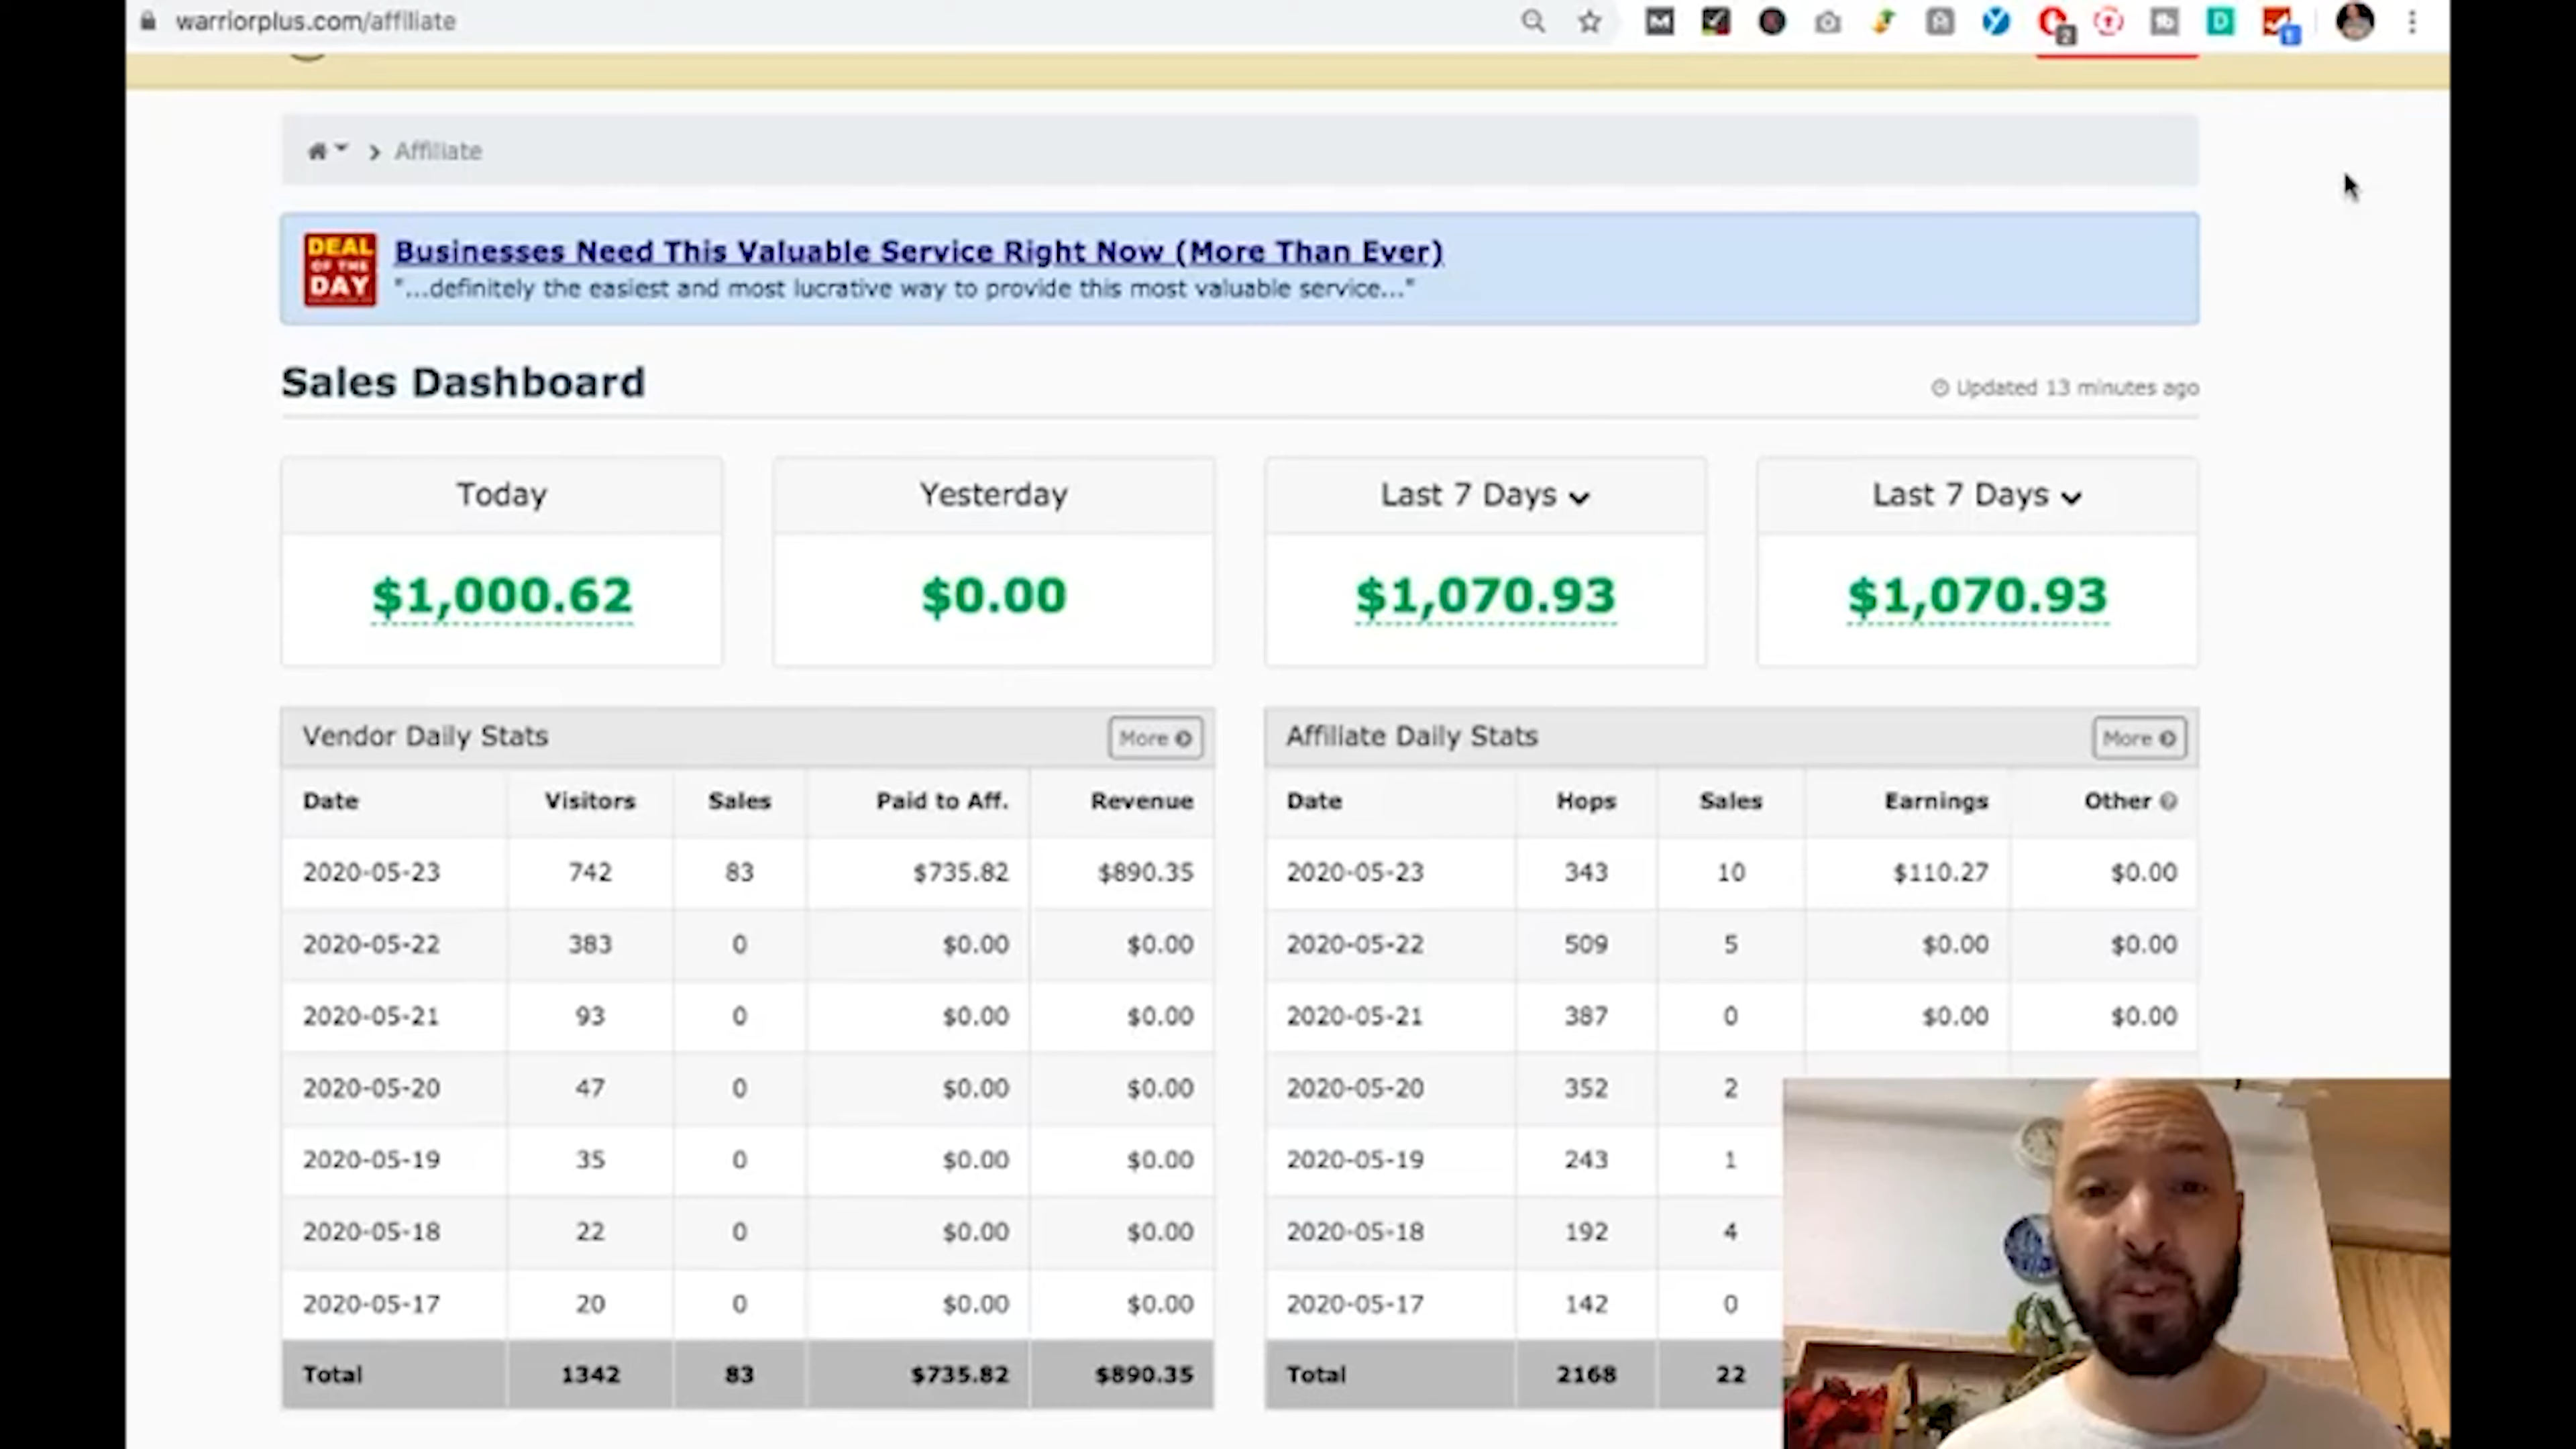 warriorplus.com/affiliate
Affiliate
DEAL OF THE DAY
Businesses Need This Valuable Service Right Now (More Than Ever)
"...definitely the easiest and most lucrative way to provide this most valuable service..."
Sales Dashboard
Updated 13 minutes ago
Today Yesterday Last 7 Days Last 7 Days
$1,000.62 $0.00 $1,070.93 $1,070.93
Vendor Daily Stats More
Date Visitors Sales Paid to Aff. Revenue
2020-05-23 742 83 $735.82 $890.35
2020-05-22 383 0 $0.00 $0.00
2020-05-21 93 0 $0.00 $0.00
2020-05-20 47 0 $0.00 $0.00
2020-05-19 35 0 $0.00 $0.00
2020-05-18 22 0 $0.00 $0.00
2020-05-17 20 0 $0.00 $0.00
Total 1342 83 $735.82 $890.35
Affiliate Daily Stats More
Date Hops Sales Earnings Other
2020-05-23 343 10 $110.27 $0.00
2020-05-22 509 5 $0.00 $0.00
2020-05-21 387 0 $0.00 $0.00
2020-05-20 352 2
2020-05-19 243 1
2020-05-18 192 4
2020-05-17 142 0
Total 2168 22